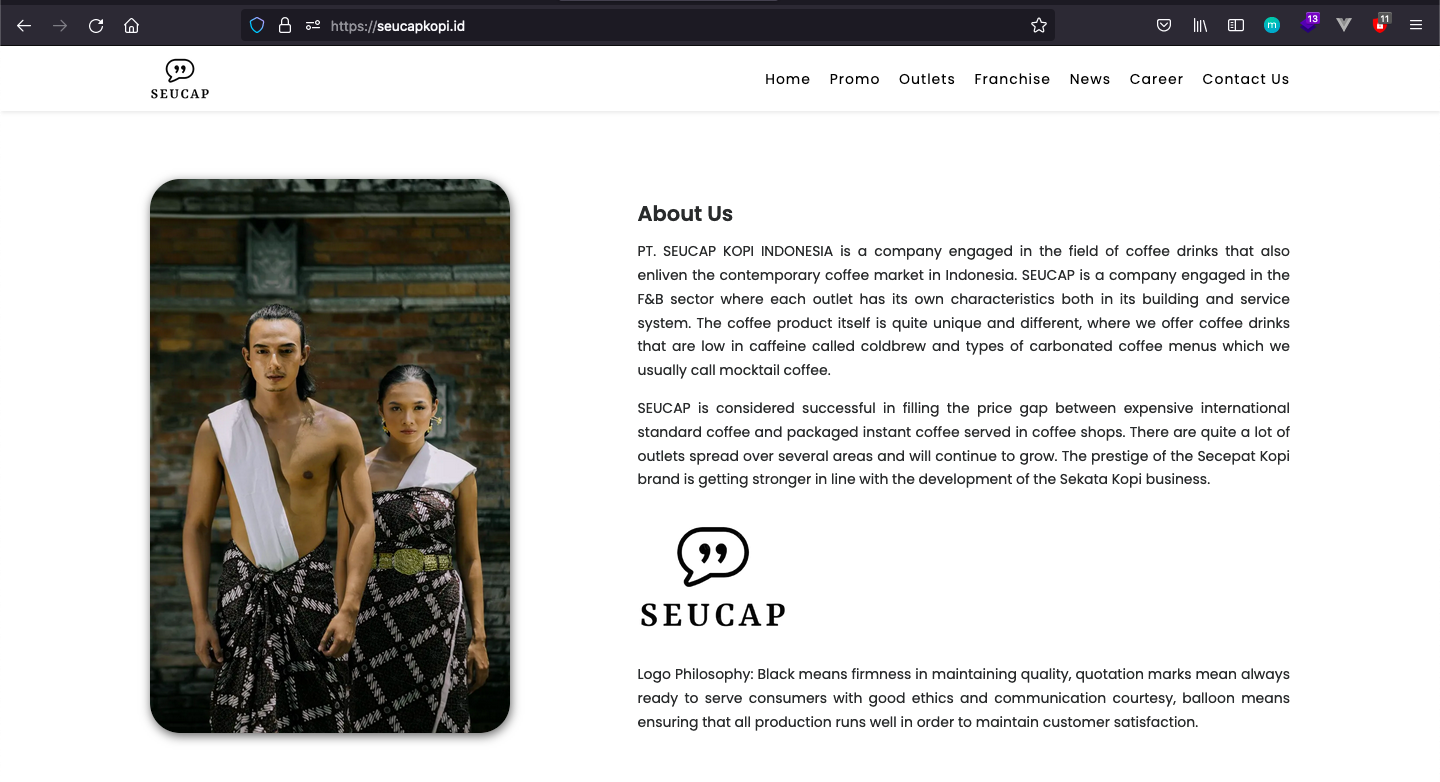 13
11
m
https://seucapkopi.id
SEUCAP
Home Promo Outlets Franchise News Career Contact Us
About Us
PT. SEUCAP KOPI INDONESIA is a company engaged in the field of coffee drinks that also
enliven the contemporary coffee market in Indonesia. SEUCAP is a company engaged in the
F&B sector where each outlet has its own characteristics both in its building and service
system. The coffee product itself is quite unique and different, where we offer coffee drinks
that are low in caffeine called coldbrew and types of carbonated coffee menus which we
usually call mocktail coffee.
SEUCAP is considered successful in filling the price gap between expensive international
standard coffee and packaged instant coffee served in coffee shops. There are quite a lot of
outlets spread over several areas and will continue to grow. The prestige of the Secepat Kopi
brand is getting stronger in line with the development of the Sekata Kopi business.
SEUCAP
Logo Philosophy: Black means firmness in maintaining quality, quotation marks mean always
ready to serve consumers with good ethics and communication courtesy, balloon means
ensuring that all production runs well in order to maintain customer satisfaction.